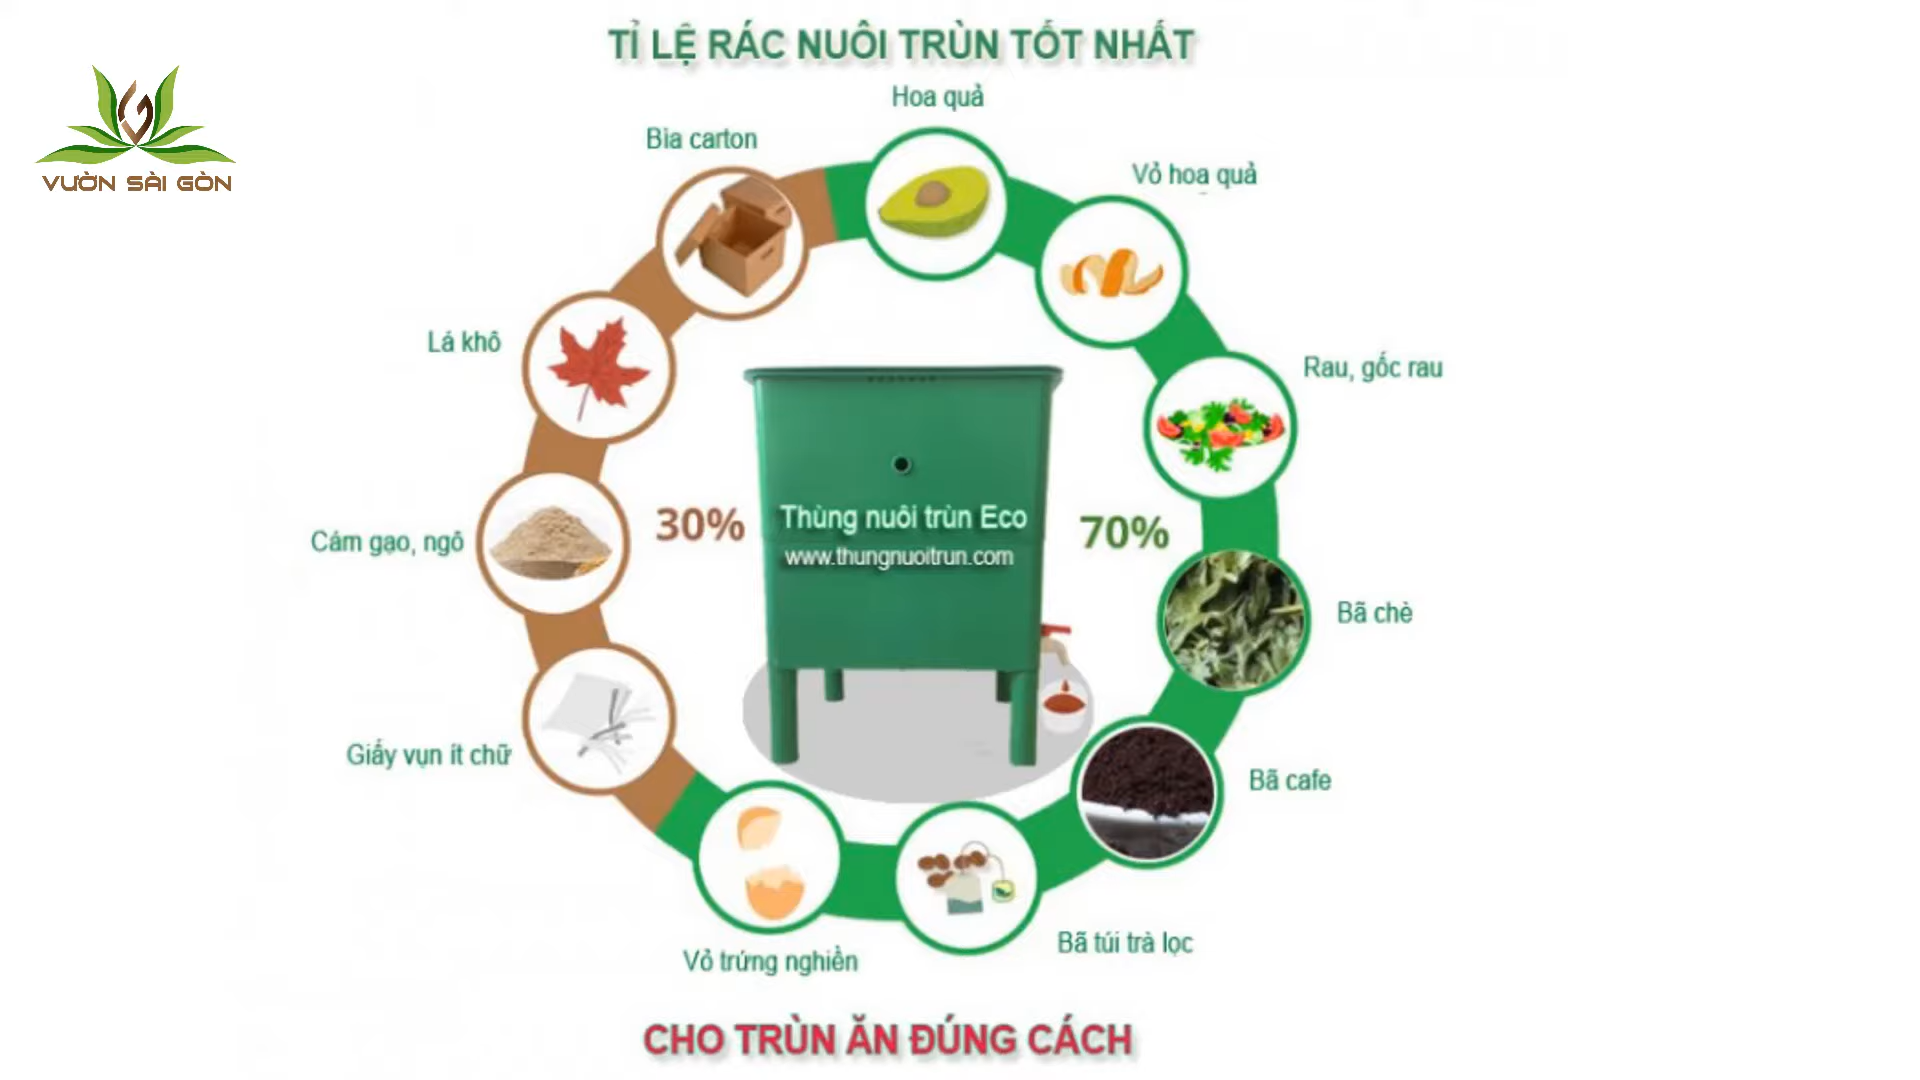 TỈ LỆ RÁC NUÔI TRÙN TỐT NHẤT
VƯỜN SÀI GÒN
Hoa quả
Bìa carton
Vỏ hoa quả
Lá khô
Rau, gốc rau
Cám gạo, ngô
30%
Thùng nuôi trùn Eco
www.thungnuoitrun.com
70%
Bã chè
Giấy vụn ít chữ
Bã cafe
Bã túi trà lọc
Vỏ trứng nghiền
CHO TRÙN ĂN ĐÚNG CÁCH